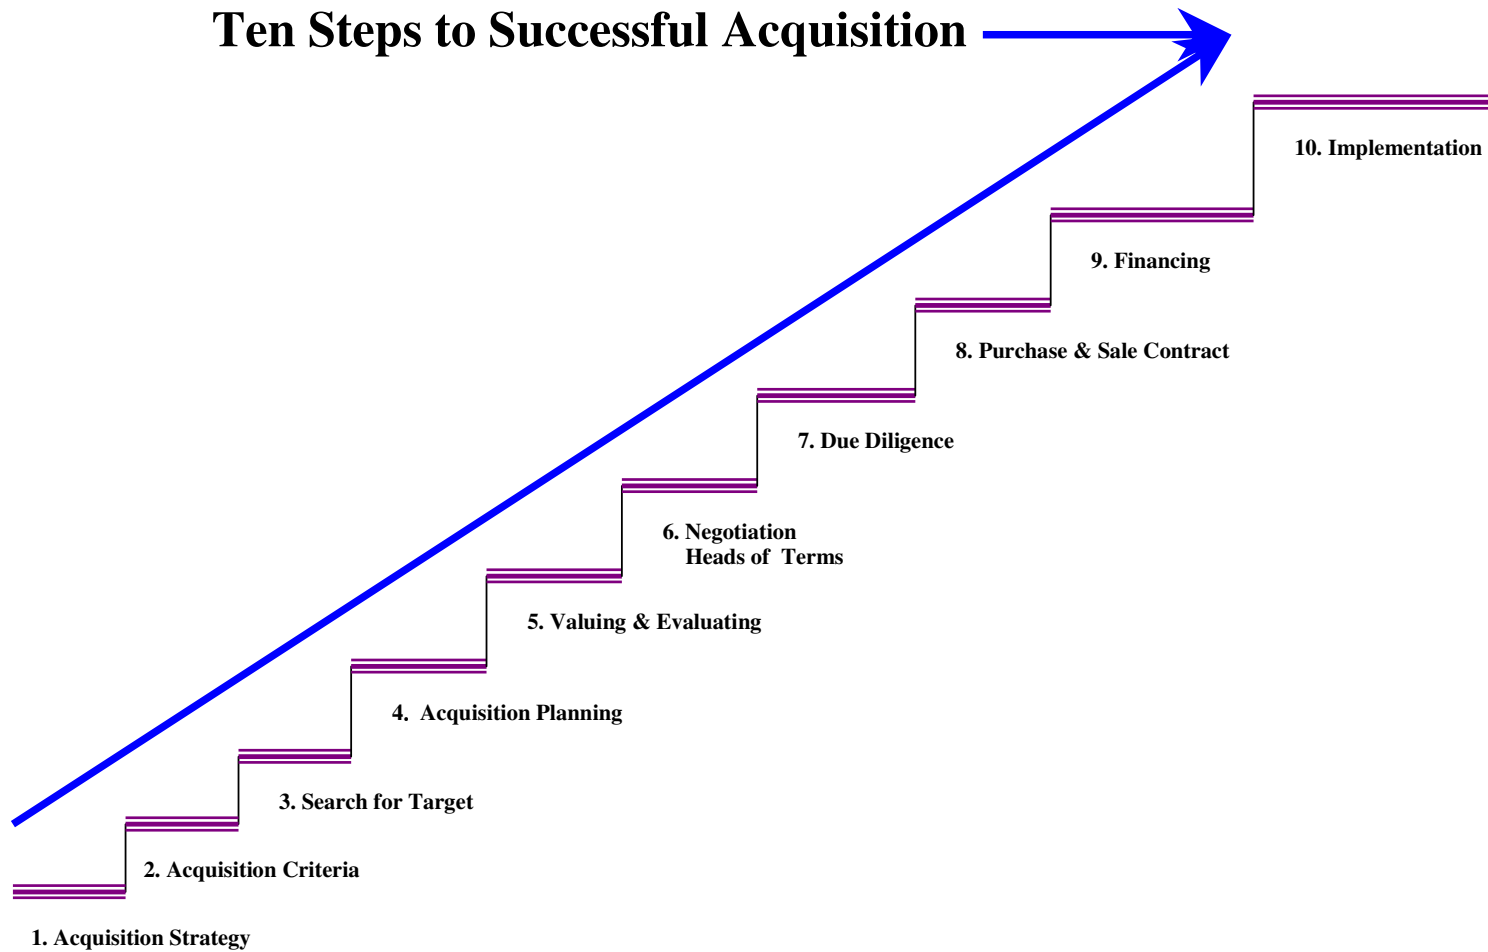 Ten Steps to Successful Acquisition
10. Implementation
9. Financing
8. Purchase & Sale Contract
7. Due Diligence
6. Negotiation
Heads of Terms
5. Valuing & Evaluating
4. Acquisition Planning
3. Search for Target
2. Acquisition Criteria
1. Acquisition Strategy